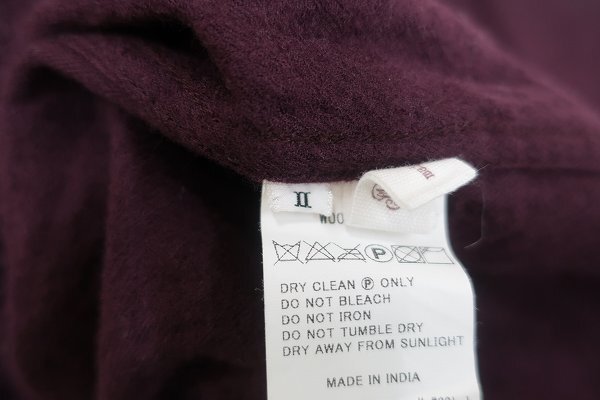 II
DRY CLEAN Ⓟ ONLY
DO NOT BLEACH
DO NOT IRON
DO NOT TUMBLE DRY
DRY AWAY FROM SUNLIGHT
MADE IN INDIA